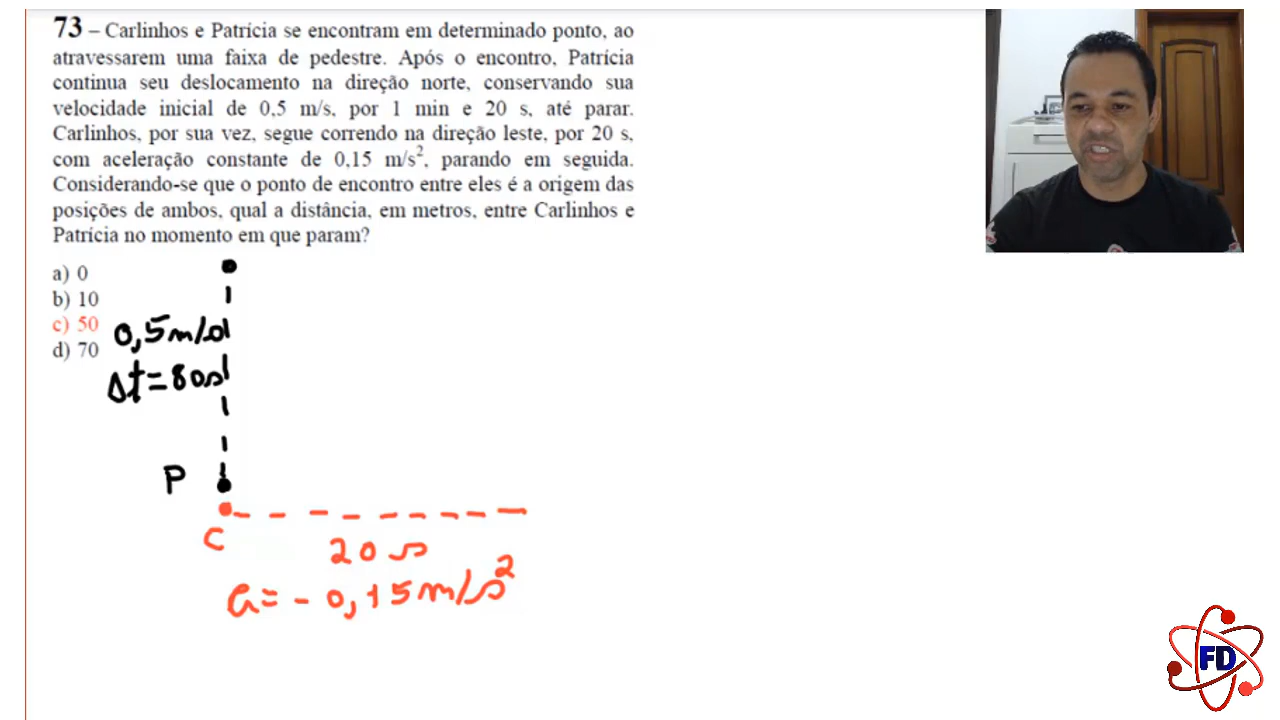 73 – Carlinhos e Patrícia se encontram em determinado ponto, ao
atravessarem uma faixa de pedestre. Após o encontro, Patrícia
continua seu deslocamento na direção norte, conservando sua
velocidade inicial de 0,5 m/s, por 1 min e 20 s, até parar.
Carlinhos, por sua vez, segue correndo na direção leste, por 20 s,
com aceleração constante de 0,15 m/s², parando em seguida.
Considerando-se que o ponto de encontro entre eles é a origem das
posições de ambos, qual a distância, em metros, entre Carlinhos e
Patrícia no momento em que param?
a) 0
b) 10
c) 50
d) 70
0,5m/s
Δt=80s
P
C
20 s
a= - 0,15m/s²
FD